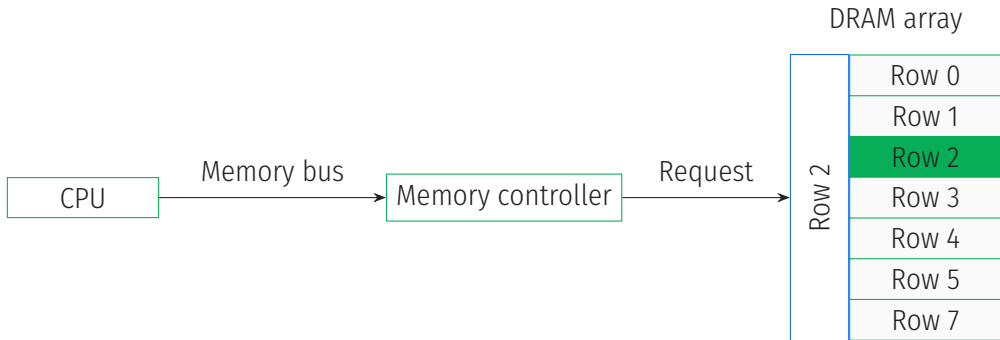 DRAM array
Row 0
Row 1
Memory bus
Request
Row 2
Row 2
CPU
Memory controller
Row 3
Row 4
Row 5
Row 7